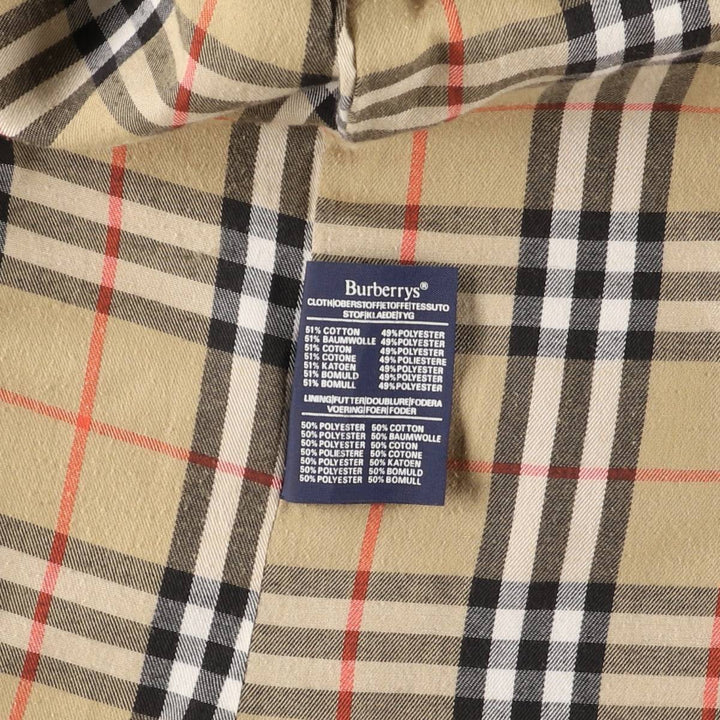 Burberrys®
CLOTH|OBERSTOFF|ETOFFE|TESSUTO
STOF|KLAEDE|TYG
51% COTTON 49% POLYESTER
51% BAUMWOLLE 49% POLYESTER
51% COTON 49% POLYESTER
51% COTONE 49% POLIESTERE
51% KATOEN 49% POLYESTER
51% BOMULD 49% POLYESTER
51% BOMULL 49% POLYESTER
LINING|FUTTER|DOUBLURE|FODERA
VOERING|FOER|FODER
50% POLYESTER 50% COTTON
50% POLYESTER 50% BAUMWOLLE
50% POLYESTER 50% COTON
50% POLIESTERE 50% COTONE
50% POLYESTER 50% KATOEN
50% POLYESTER 50% BOMULD
50% POLYESTER 50% BOMULL